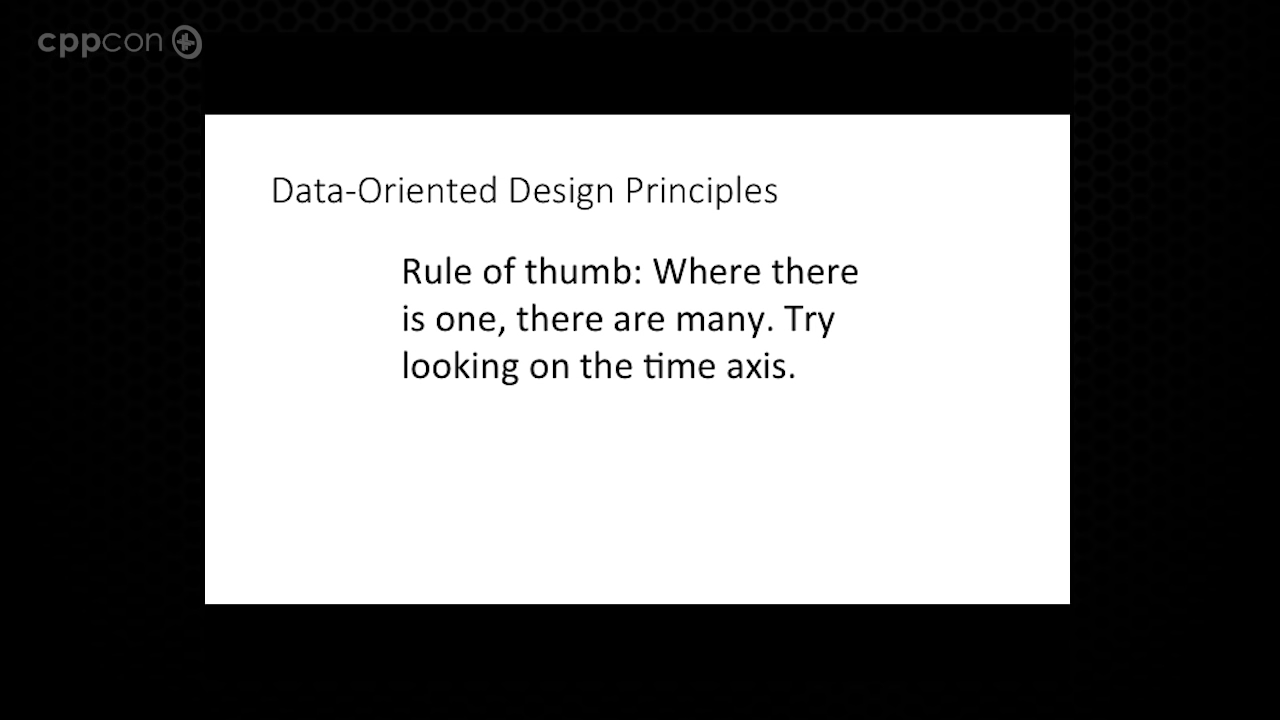 cppcon
Data-Oriented Design Principles
Rule of thumb: Where there
is one, there are many. Try
looking on the time axis.